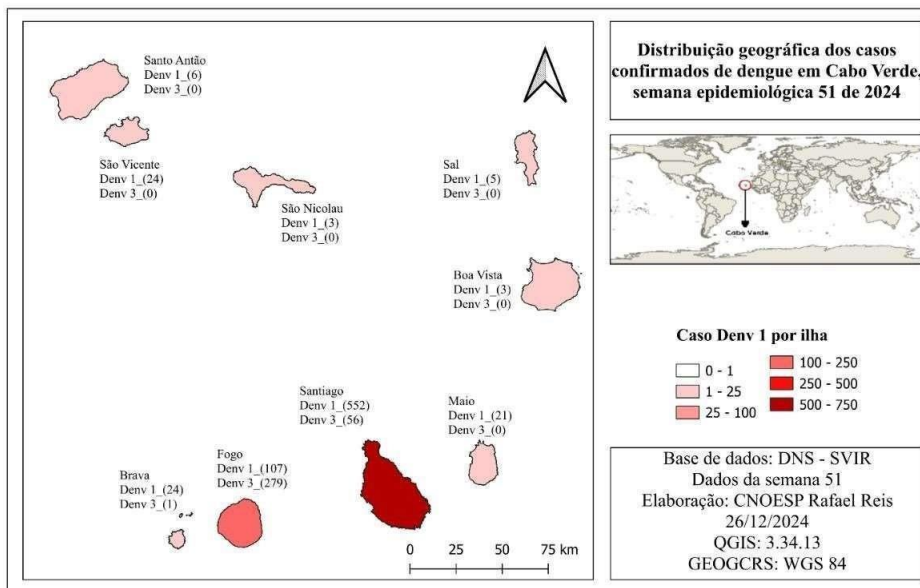 Santo Antão
Denv 1_(6)
Denv 3_(0)
São Vicente
Denv 1_(24)
Denv 3_(0)
São Nicolau
Denv 1_(3)
Denv 3_(0)
Sal
Denv 1_(5)
Denv 3_(0)
Boa Vista
Denv 1_(3)
Denv 3_(0)
Santiago
Denv 1_(552)
Denv 3_(56)
Maio
Denv 1_(21)
Denv 3_(0)
Fogo
Denv 1_(107)
Denv 3_(279)
Brava
Denv 1_(24)
Denv 3_(1)
0 25 50 75 km
Distribuição geográfica dos casos
confirmados de dengue em Cabo Verde,
semana epidemiológica 51 de 2024
Cabo Verde
Caso Denv 1 por ilha
0 - 1
1 - 25
25 - 100
100 - 250
250 - 500
500 - 750
Base de dados: DNS - SVIR
Dados da semana 51
Elaboração: CNOESP Rafael Reis
26/12/2024
QGIS: 3.34.13
GEOGCRS: WGS 84